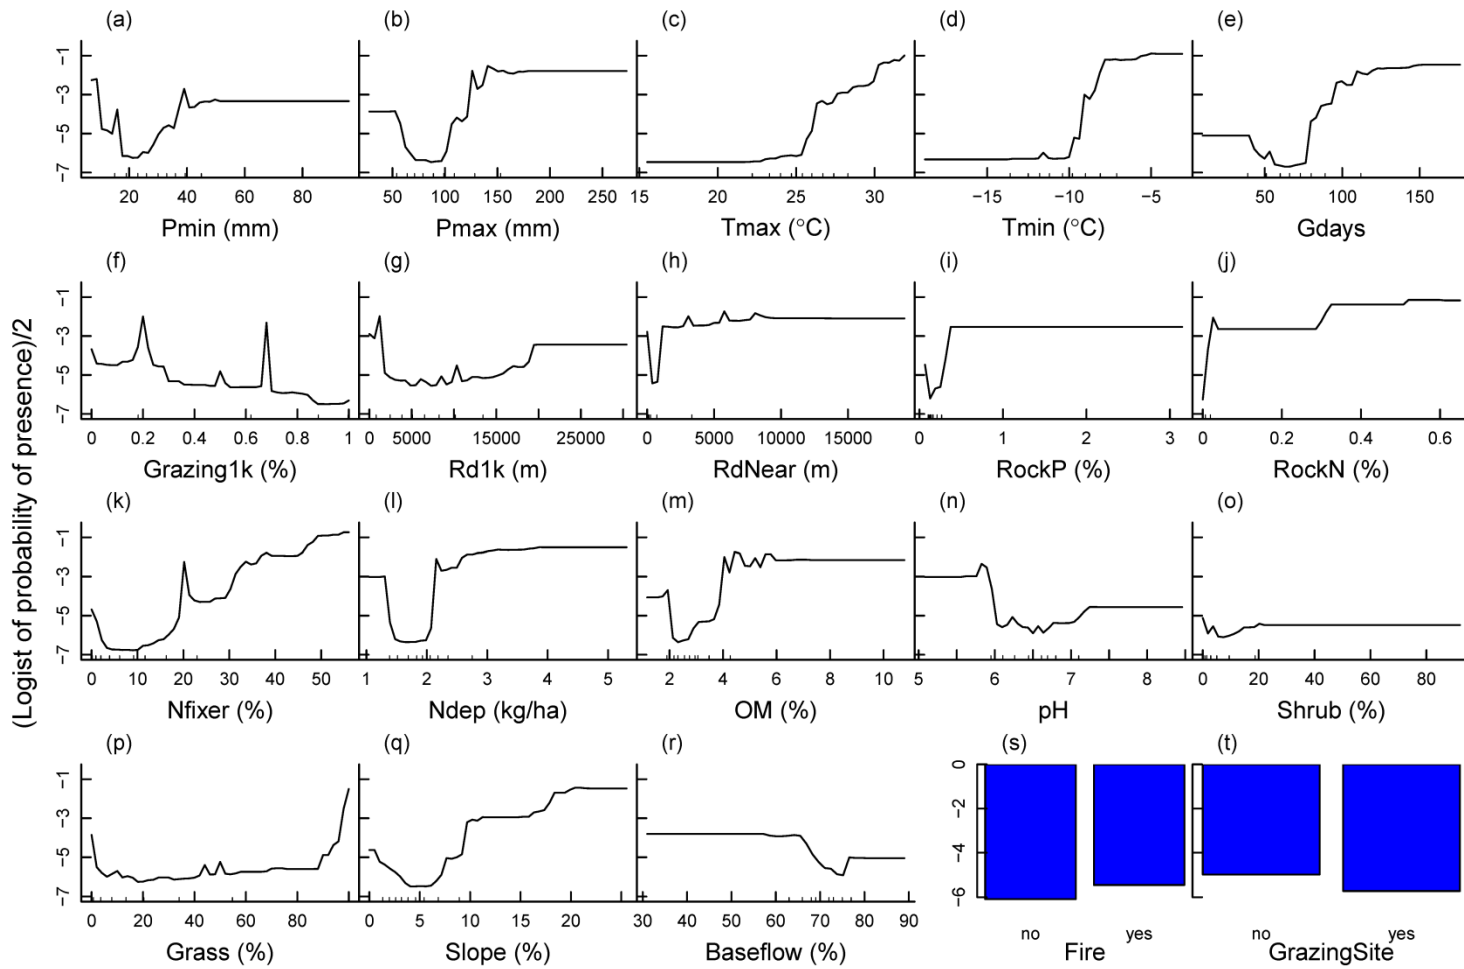 (Logist of probability of presence)/2
(a) (b) (c) (d) (e)
-1
-3
-5
-7
20 40 60 80 50 100 150 200 250 15 20 25 30 −15 −10 −5 50 100 150
Pmin (mm) Pmax (mm) Tmax (°C) Tmin (°C) Gdays
(f) (g) (h) (i) (j)
-1
-3
-5
-7
0 0.2 0.4 0.6 0.8 1 0 5000 15000 25000 0 5000 10000 15000 0 1 2 3 0 0.2 0.4 0.6
Grazing1k (%) Rd1k (m) RdNear (m) RockP (%) RockN (%)
(k) (l) (m) (n) (o)
-1
-3
-5
-7
0 10 20 30 40 50 1 2 3 4 5 2 4 6 8 10 5 6 7 8 0 20 40 60 80
Nfixer (%) Ndep (kg/ha) OM (%) pH Shrub (%)
(p) (q) (r) (s) (t)
-1
-3
-5
-7
0
-2
-4
-6
0 20 40 60 80 0 5 10 15 20 30 40 50 60 70 80 90
no yes no yes
Grass (%) Slope (%) Baseflow (%) Fire GrazingSite